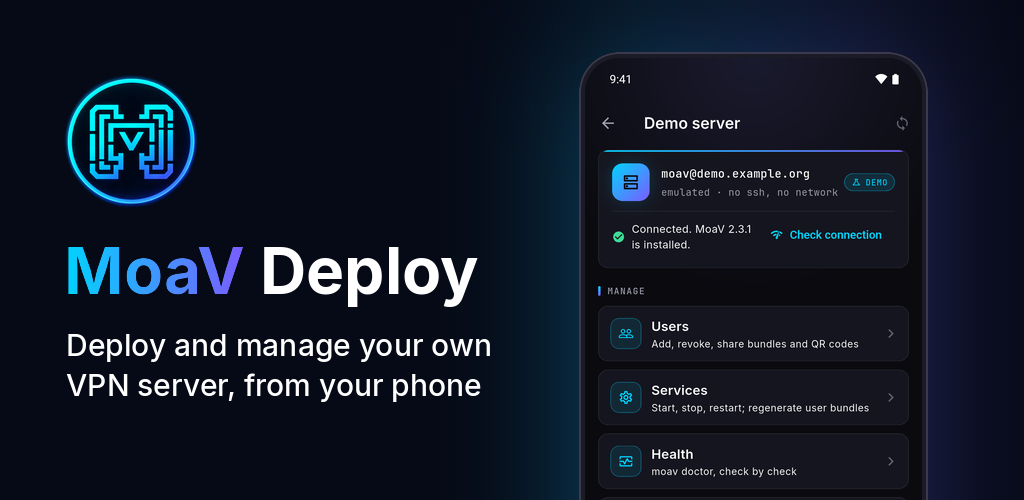 MoaV Deploy
Deploy and manage your own
VPN server, from your phone
9:41
Demo server
moav@demo.example.org
emulated · no ssh, no network
DEMO
Connected. MoaV 2.3.1
is installed.
Check connection
MANAGE
Users
Add, revoke, share bundles and QR codes
Services
Start, stop, restart; regenerate user bundles
Health
moav doctor, check by check